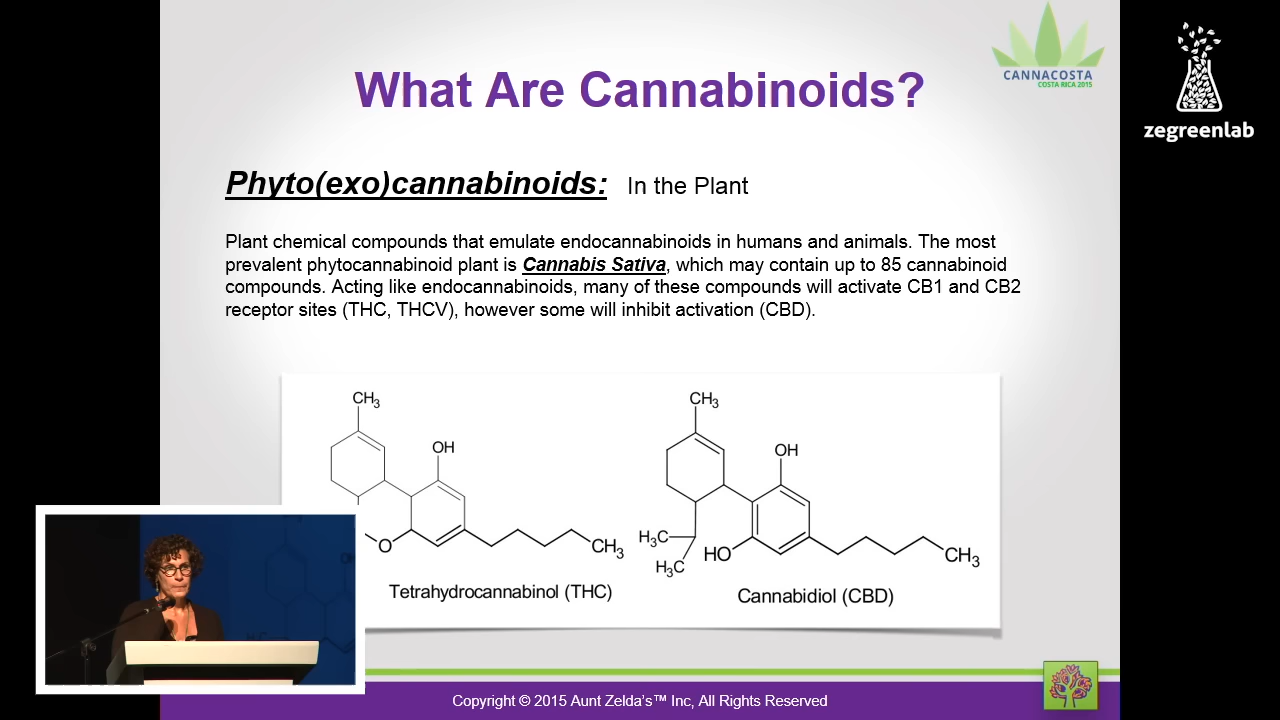 What Are Cannabinoids?
CANNACOSTA
COSTA RICA 2015
zegreenlab
Phyto(exo)cannabinoids: In the Plant
Plant chemical compounds that emulate endocannabinoids in humans and animals. The most
prevalent phytocannabinoid plant is Cannabis Sativa, which may contain up to 85 cannabinoid
compounds. Acting like endocannabinoids, many of these compounds will activate CB1 and CB2
receptor sites (THC, THCV), however some will inhibit activation (CBD).
CH3
OH
O
CH3
Tetrahydrocannabinol (THC)
CH3
OH
H3C
H3C
HO
CH3
Cannabidiol (CBD)
Copyright © 2015 Aunt Zelda's™ Inc, All Rights Reserved